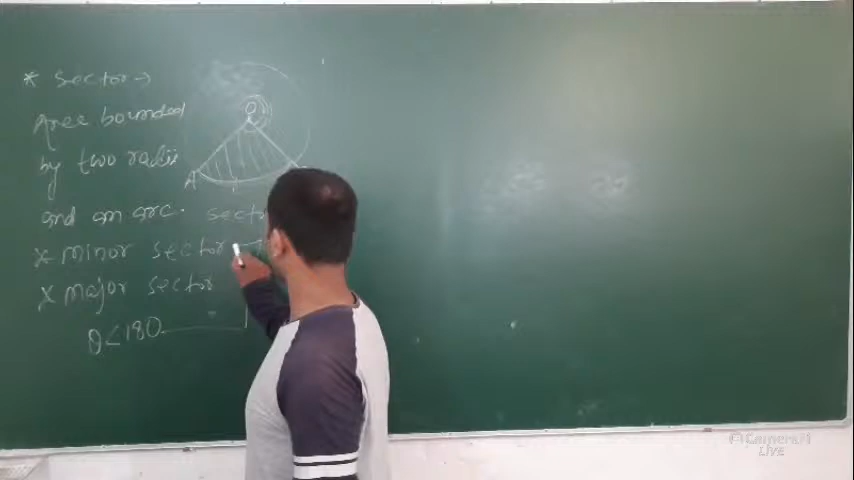 * Sector →
Area bounded
by two radii
and an arc.
x minor sector
x major sector
θ<180
O
A
CameraFi
Live